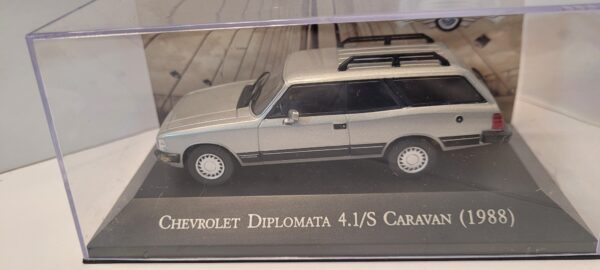 Chevrolet Diplomata 4.1/S Caravan (1988)